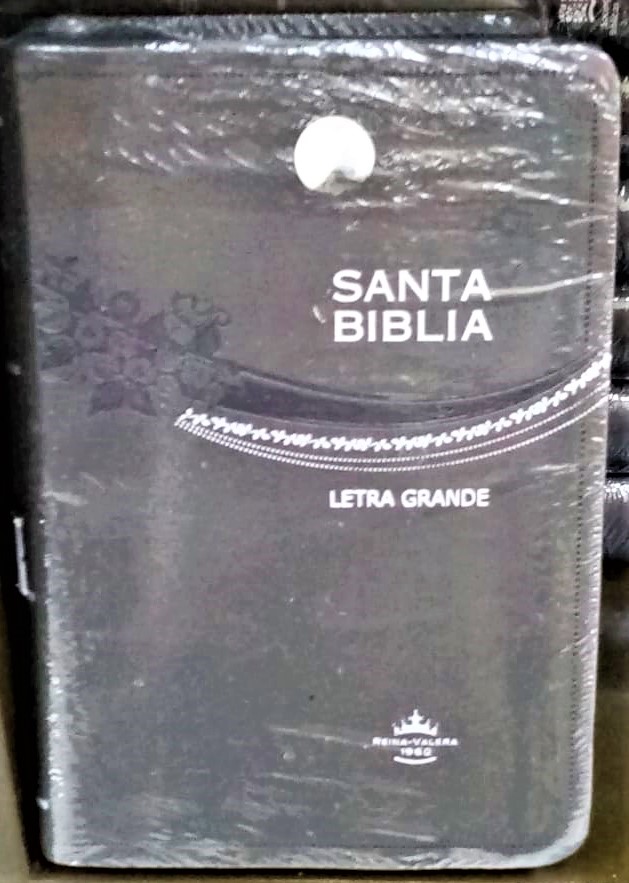 SANTA
BIBLIA
LETRA GRANDE
REINA-VALERA
1960